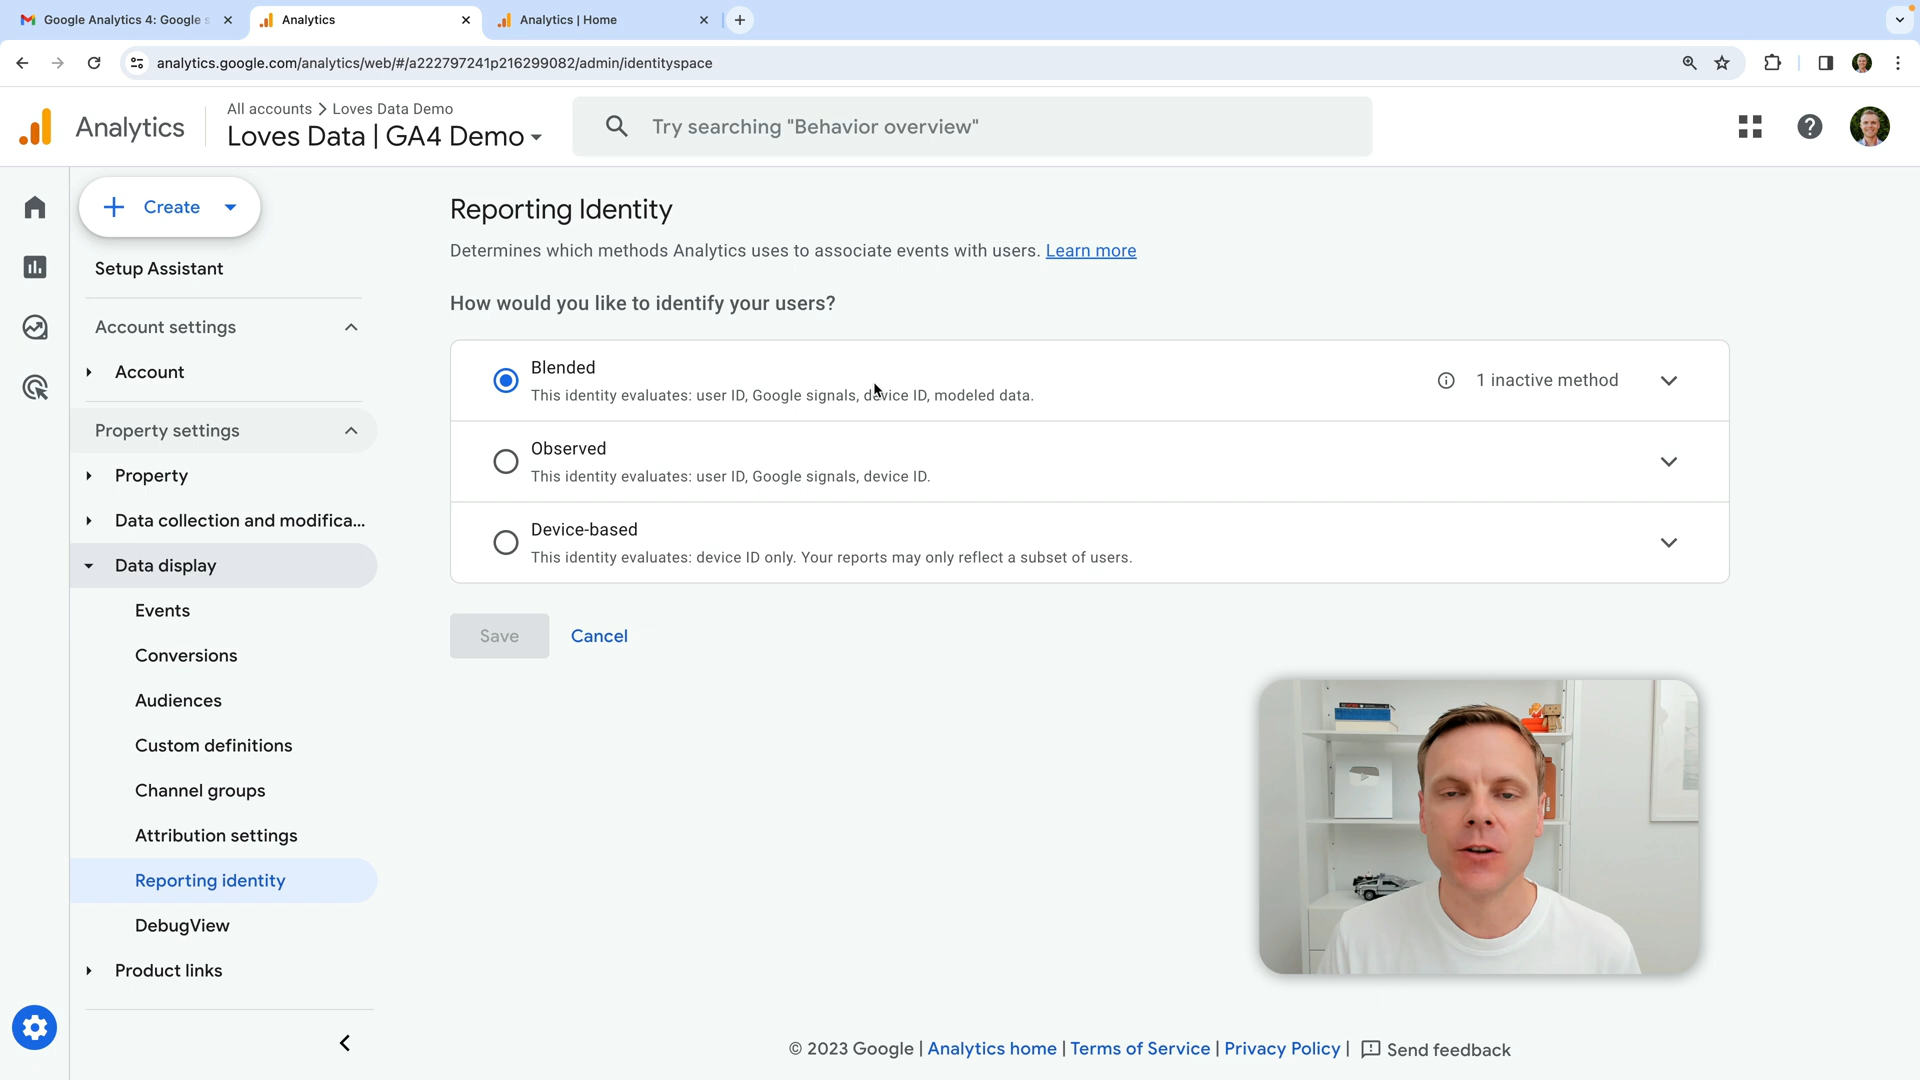 Google Analytics 4: Google s
Analytics
Analytics | Home
analytics.google.com/analytics/web/#/a222797241p216299082/admin/identityspace
Analytics
All accounts > Loves Data Demo
Loves Data | GA4 Demo
Try searching "Behavior overview"
Create
Setup Assistant
Account settings
Account
Property settings
Property
Data collection and modifica...
Data display
Events
Conversions
Audiences
Custom definitions
Channel groups
Attribution settings
Reporting identity
DebugView
Product links
Reporting Identity
Determines which methods Analytics uses to associate events with users. Learn more
How would you like to identify your users?
Blended
This identity evaluates: user ID, Google signals, device ID, modeled data.
1 inactive method
Observed
This identity evaluates: user ID, Google signals, device ID.
Device-based
This identity evaluates: device ID only. Your reports may only reflect a subset of users.
Save
Cancel
© 2023 Google | Analytics home | Terms of Service | Privacy Policy | Send feedback